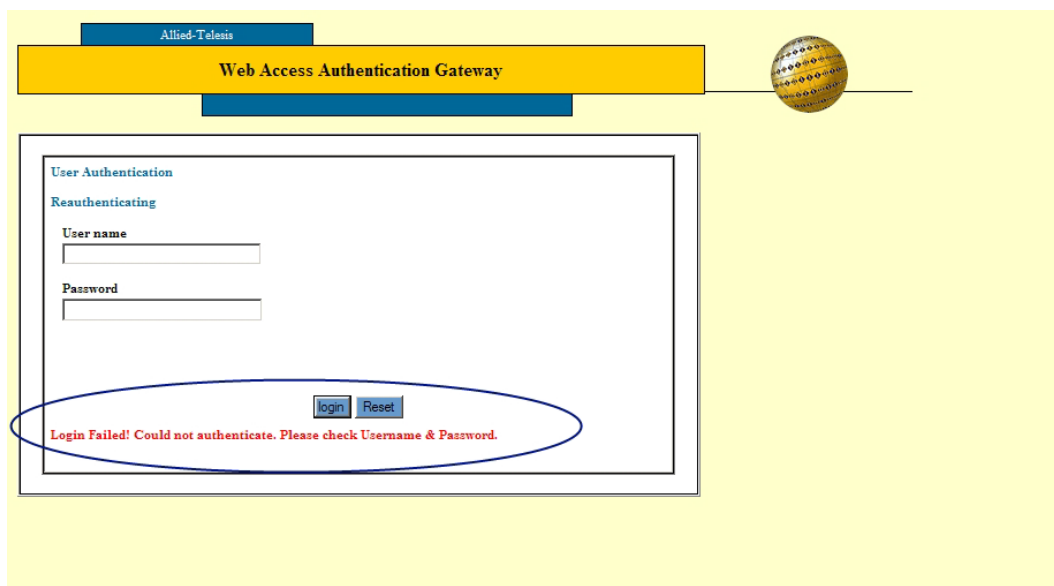 Allied-Telesis
Web Access Authentication Gateway
User Authentication
Reauthenticating
User name
Password
login Reset
Login Failed! Could not authenticate. Please check Username & Password.